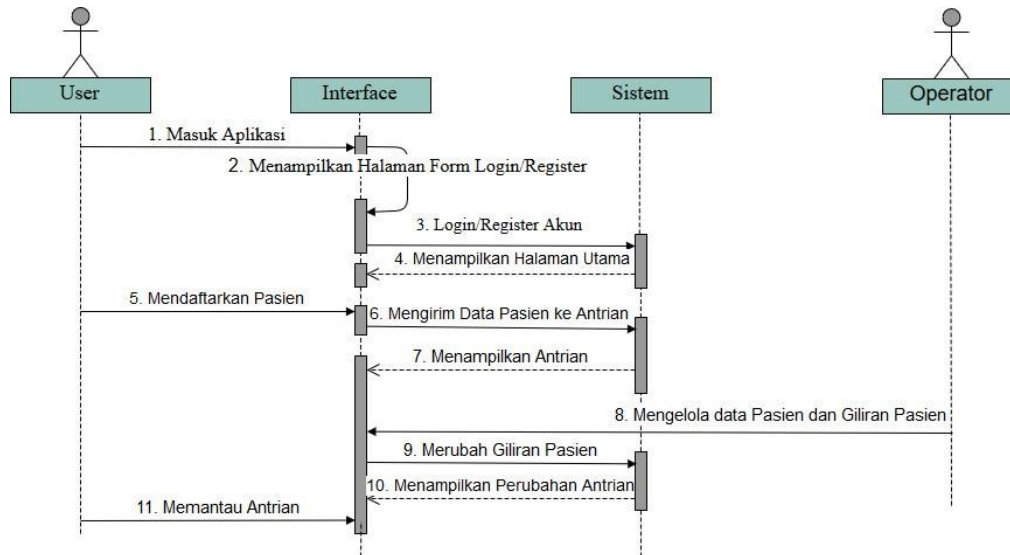 User
Interface
Sistem
Operator
1. Masuk Aplikasi
2. Menampilkan Halaman Form Login/Register
3. Login/Register Akun
4. Menampilkan Halaman Utama
5. Mendaftarkan Pasien
6. Mengirim Data Pasien ke Antrian
7. Menampilkan Antrian
8. Mengelola data Pasien dan Giliran Pasien
9. Merubah Giliran Pasien
10. Menampilkan Perubahan Antrian
11. Memantau Antrian